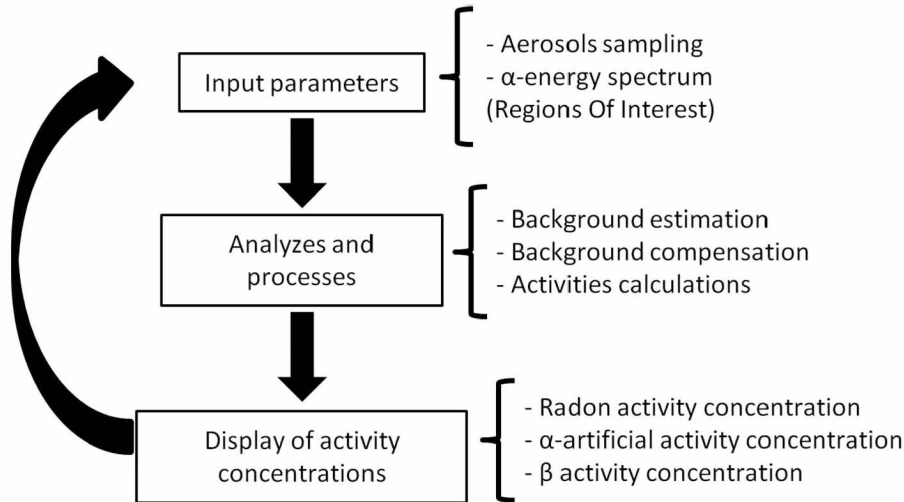 Input parameters
- Aerosols sampling
- α-energy spectrum
(Regions Of Interest)
Analyzes and
processes
- Background estimation
- Background compensation
- Activities calculations
Display of activity
concentrations
- Radon activity concentration
- α-artificial activity concentration
- β activity concentration